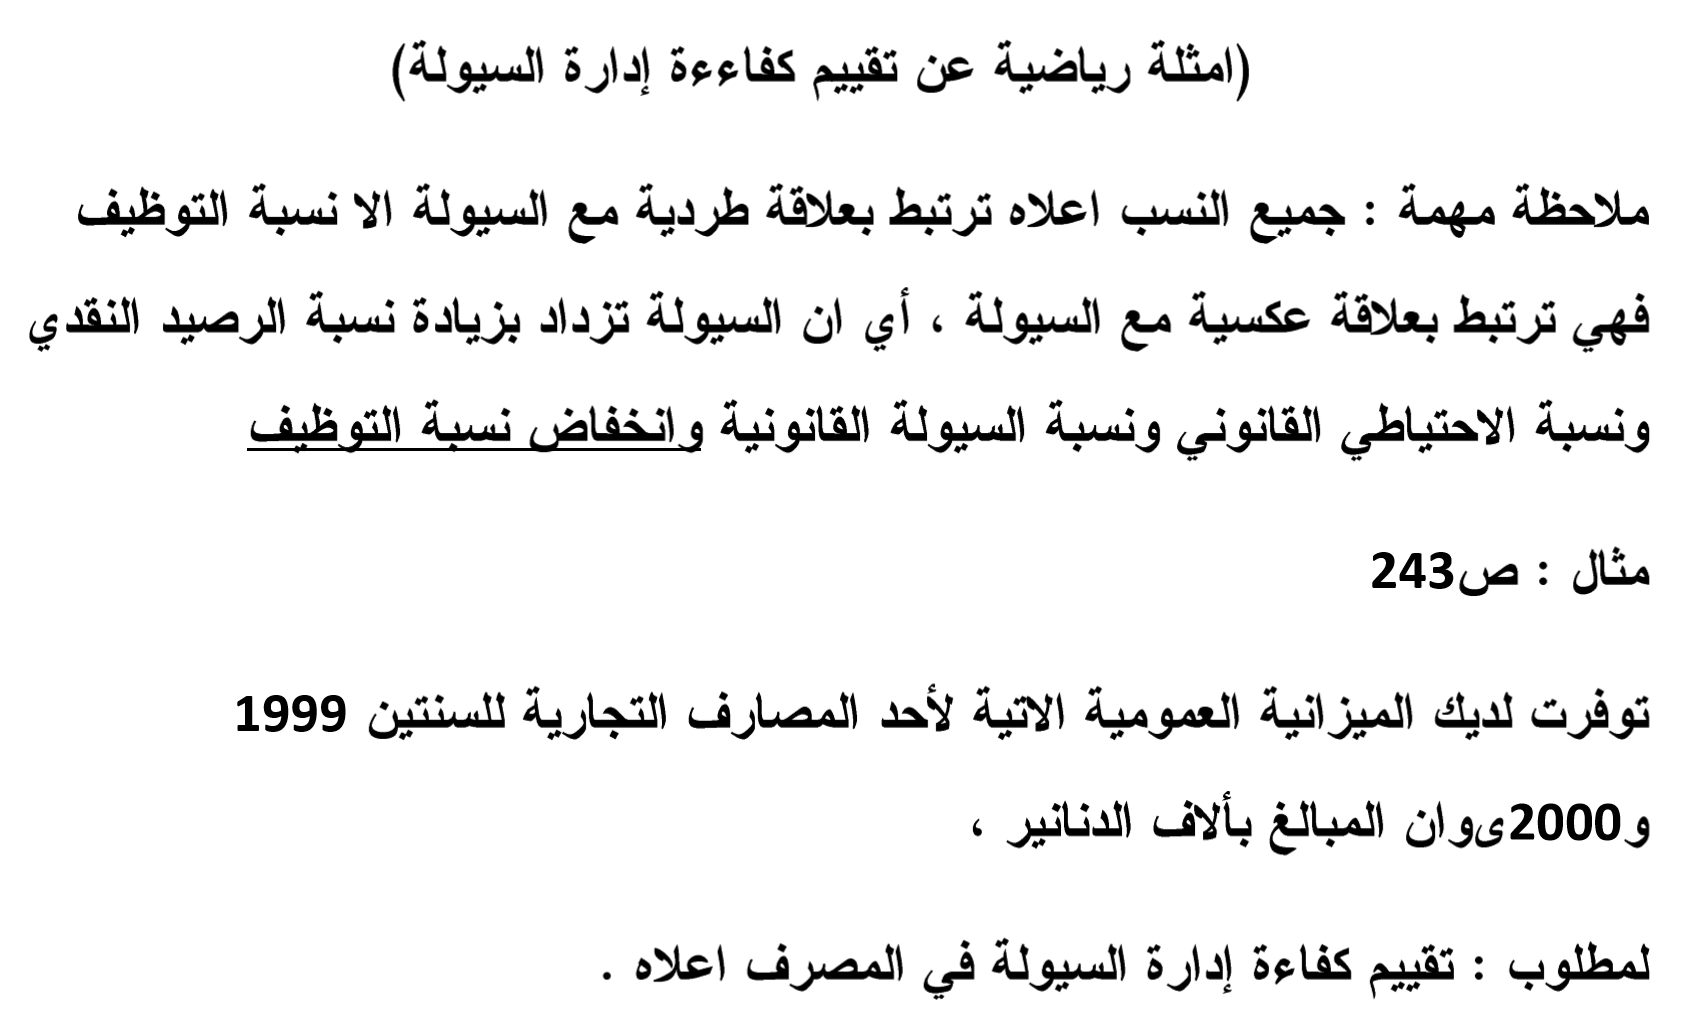 (امثلة رياضية عن تقييم كفاءءة إدارة السيولة)
ملاحظة مهمة : جميع النسب اعلاه ترتبط بعلاقة طردية مع السيولة الا نسبة التوظيف
فهي ترتبط بعلاقة عكسية مع السيولة ، أي ان السيولة تزداد بزيادة نسبة الرصيد النقدي
ونسبة الاحتياطي القانوني ونسبة السيولة القانونية وانخفاض نسبة التوظيف
مثال : ص243
توفرت لديك الميزانية العمومية الاتية لأحد المصارف التجارية للسنتين 1999
و2000ىوان المبالغ بألاف الدنانير ،
لمطلوب : تقييم كفاءة إدارة السيولة في المصرف اعلاه .